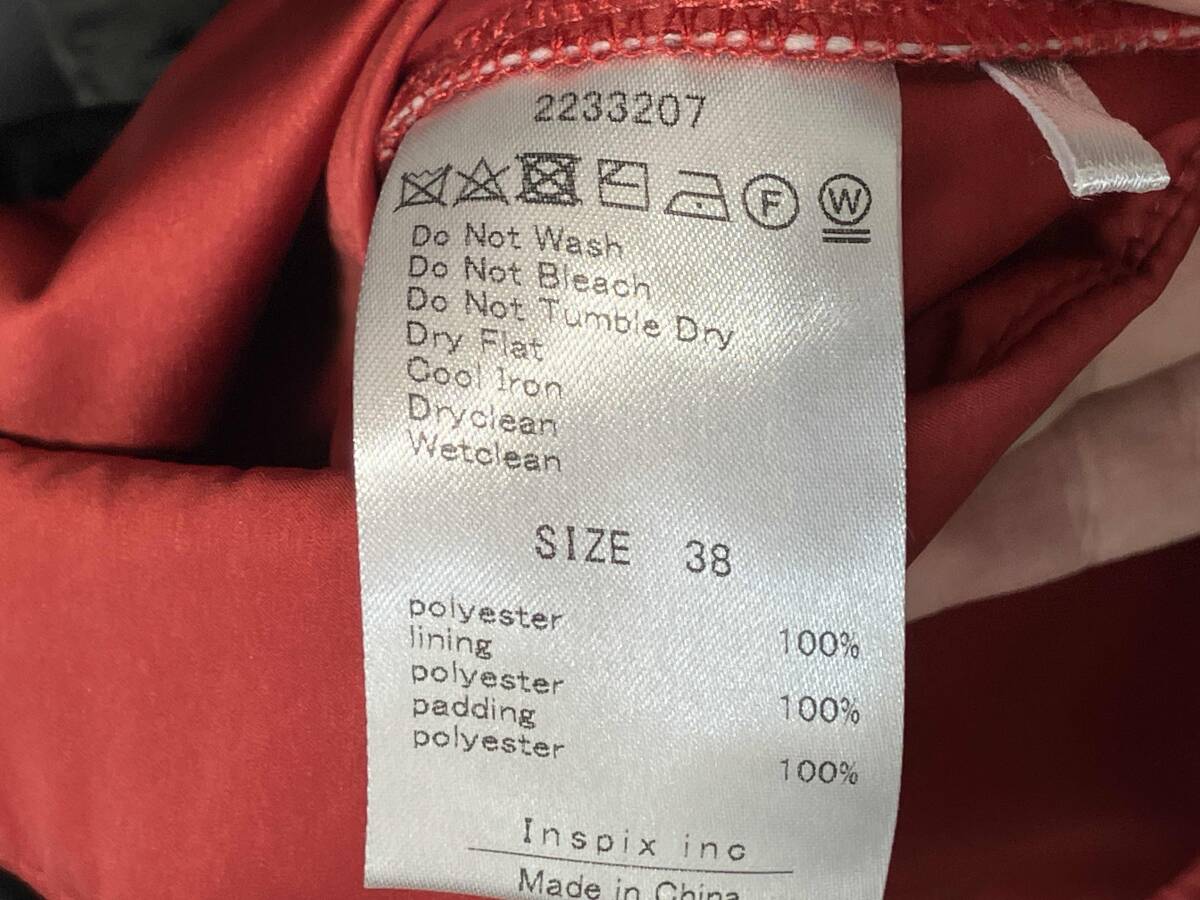 2233207
F W
Do Not Wash
Do Not Bleach
Do Not Tumble Dry
Dry Flat
Cool Iron
Dryclean
Wetclean
SIZE 38
polyester 100%
lining
polyester 100%
padding
polyester 100%
Inspix inc
Made in China